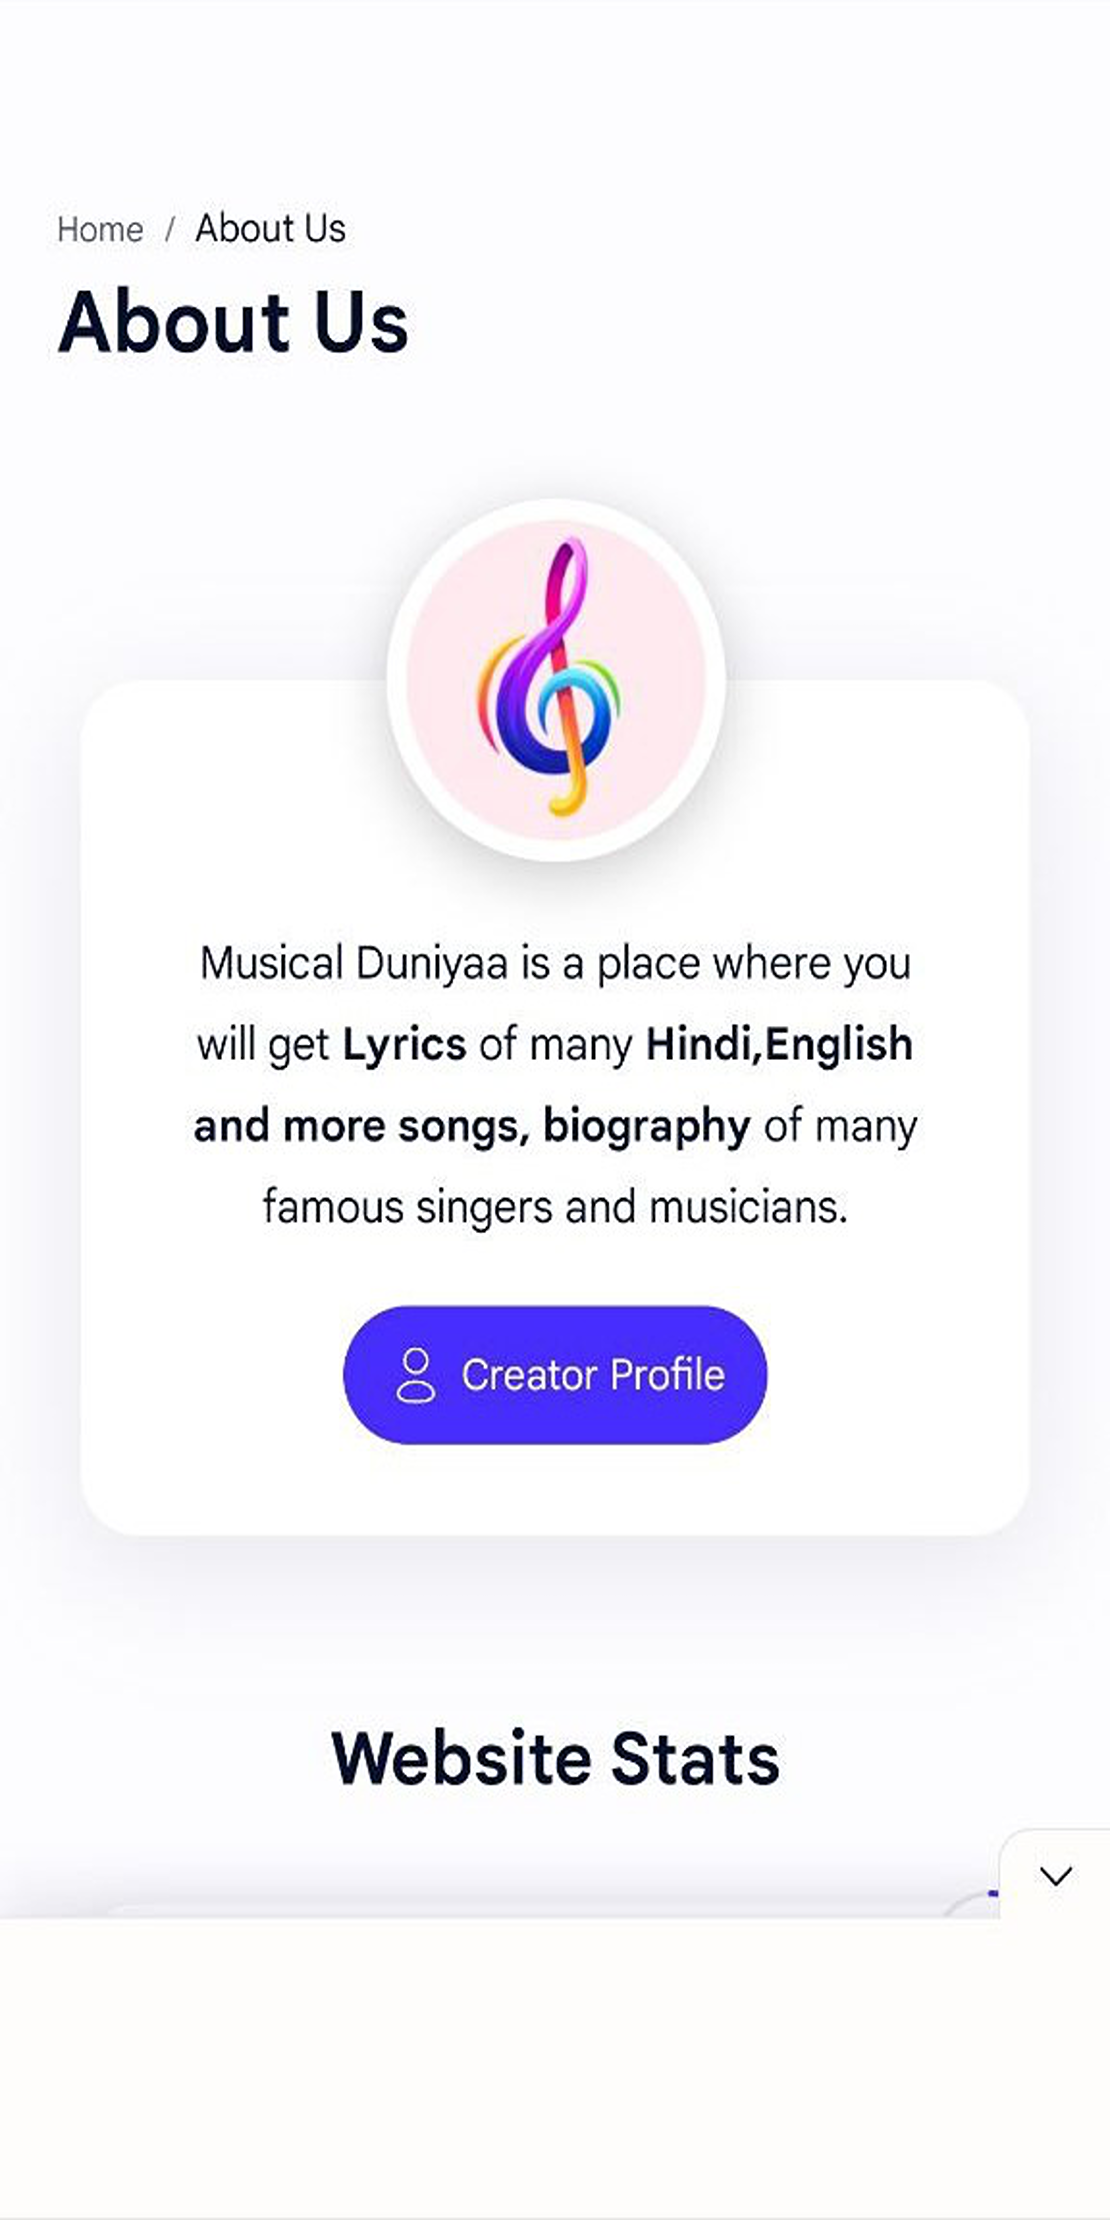 Home / About Us
About Us
Musical Duniyaa is a place where you
will get Lyrics of many Hindi,English
and more songs, biography of many
famous singers and musicians.
Creator Profile
Website Stats